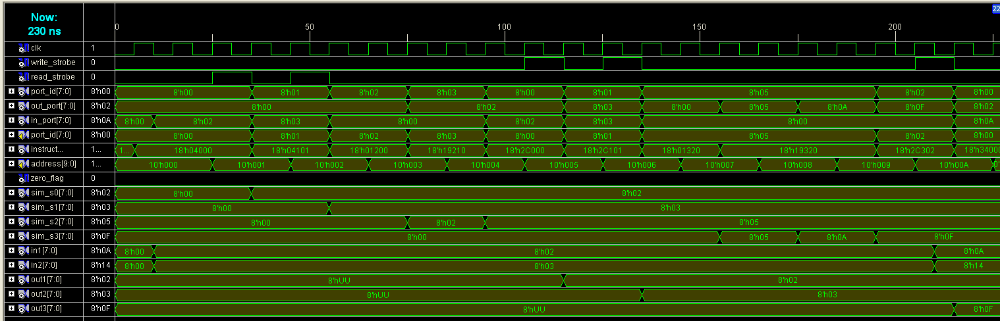 22
Now:
230 ns
0 50 100 150 200
clk 1
write_strobe 0
read_strobe 0
port_id[7:0] 8'h00 8'h00 8'h01 8'h02 8'h03 8'h00 8'h01 8'h05 8'h02 8'h00
out_port[7:0] 8'h02 8'h00 8'h02 8'h03 8'h00 8'h05 8'h0A 8'h0F 8'h02
in_port[7:0] 8'h0A 8'h00 8'h02 8'h03 8'h00 8'h02 8'h03 8'h00 8'h0A
port_id[7:0] 8'h00 8'h00 8'h01 8'h02 8'h03 8'h00 8'h01 8'h05 8'h02 8'h00
instruct... 1... 1... 18'h04000 18'h04101 18'h01200 18'h19210 18'h2C000 18'h2C101 18'h01320 18'h19320 18'h2C302 18'h34000
address[9:0] 1... 10'h000 10'h001 10'h002 10'h003 10'h004 10'h005 10'h006 10'h007 10'h008 10'h009 10'h00A
zero_flag 0
sim_s0[7:0] 8'h02 8'h00 8'h02
sim_s1[7:0] 8'h03 8'h00 8'h03
sim_s2[7:0] 8'h05 8'h00 8'h02 8'h05
sim_s3[7:0] 8'h0F 8'h00 8'h05 8'h0A 8'h0F
in1[7:0] 8'h0A 8'h00 8'h02 8'h0A
in2[7:0] 8'h14 8'h00 8'h03 8'h14
out1[7:0] 8'h02 8'hUU 8'h02
out2[7:0] 8'h03 8'hUU 8'h03
out3[7:0] 8'h0F 8'hUU 8'h0F